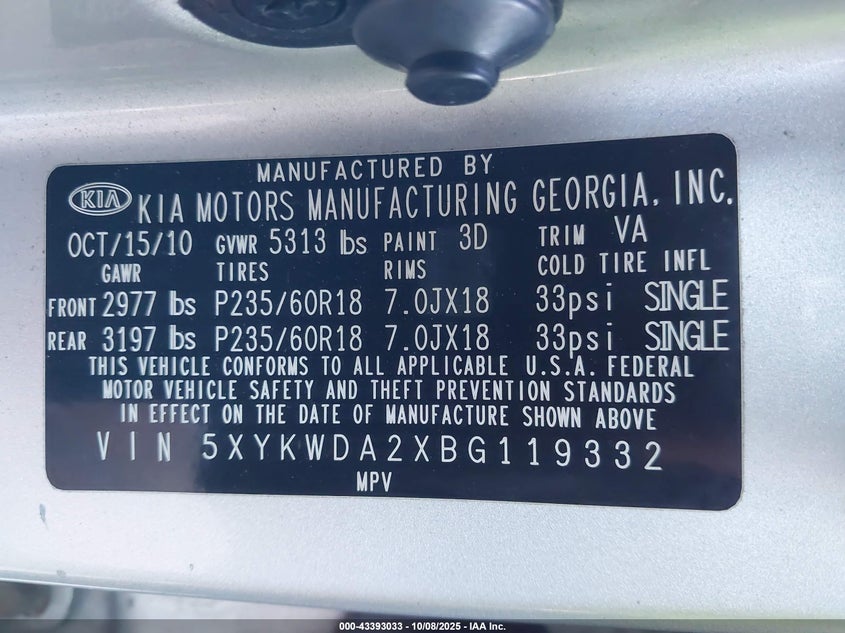 MANUFACTURED BY
KIA KIA MOTORS MANUFACTURING GEORGIA, INC.
OCT/15/10 GVWR 5313 lbs PAINT 3D TRIM VA
GAWR TIRES RIMS COLD TIRE INFL
FRONT 2977 lbs P235/60R18 7.0JX18 33psi SINGLE
REAR 3197 lbs P235/60R18 7.0JX18 33psi SINGLE
THIS VEHICLE CONFORMS TO ALL APPLICABLE U.S.A. FEDERAL
MOTOR VEHICLE SAFETY AND THEFT PREVENTION STANDARDS
IN EFFECT ON THE DATE OF MANUFACTURE SHOWN ABOVE
VIN 5XYKWDA2XBG119332
MPV
000-43393033 - 10/08/2025 - IAA Inc.